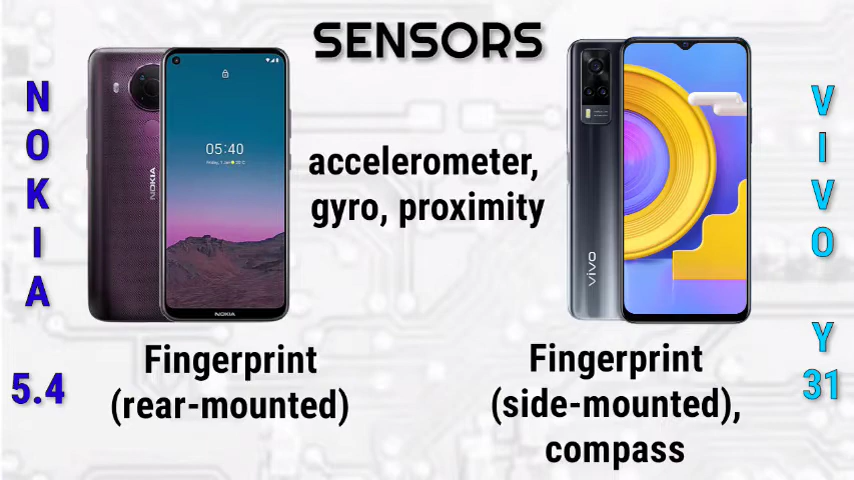 SENSORS
NOKIA
5.4
NOKIA
05:40
NOKIA
accelerometer,
gyro, proximity
vivo
VIVO
Y
31
Fingerprint
(rear-mounted)
Fingerprint
(side-mounted),
compass